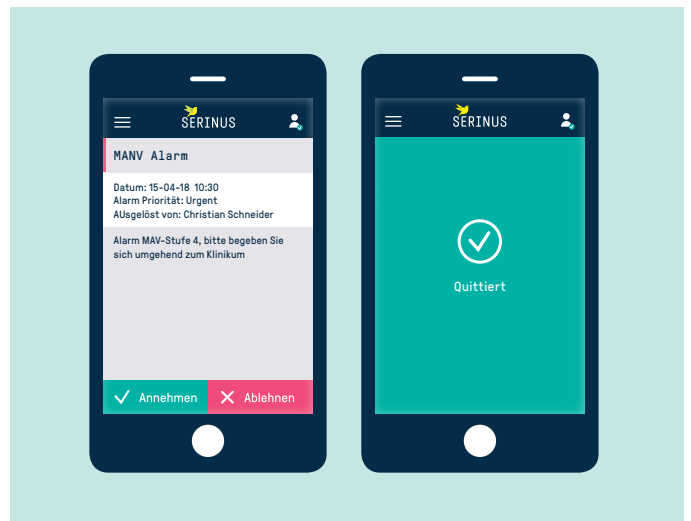 SERINUS
MANV Alarm
Datum: 15-04-18 10:30
Alarm Priorität: Urgent
AUsgelöst von: Christian Schneider
Alarm MAV-Stufe 4, bitte begeben Sie
sich umgehend zum Klinikum
Annehmen
Ablehnen
SERINUS
Quittiert